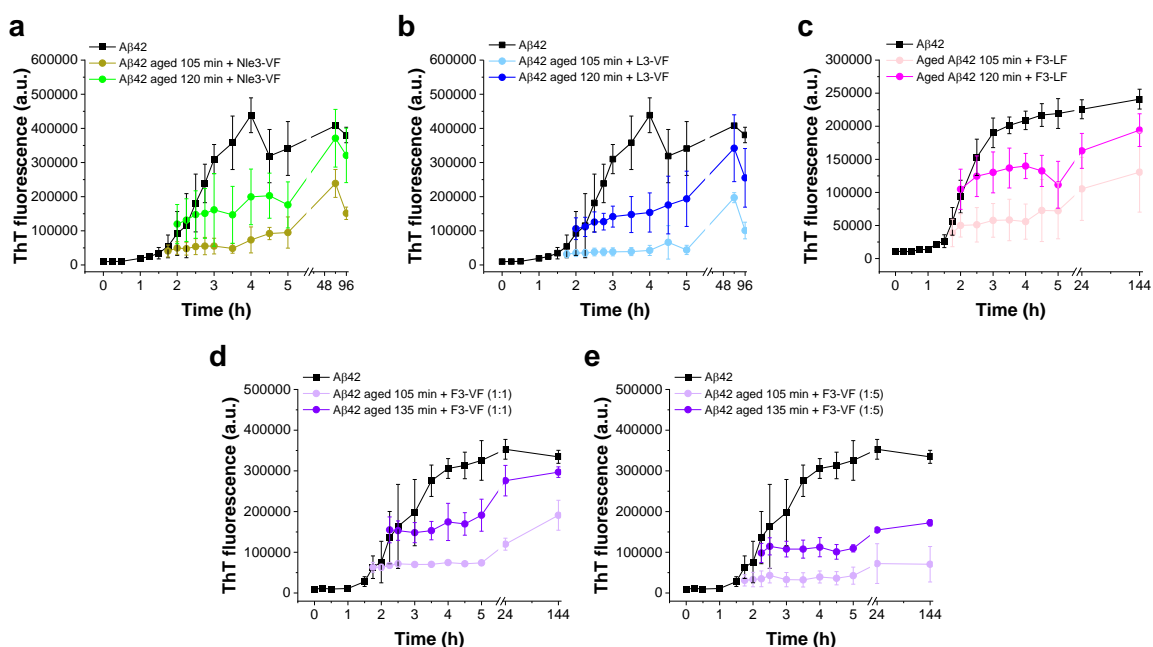 a
Aβ42
Aβ42 aged 105 min + Nle3-VF
Aβ42 aged 120 min + Nle3-VF
ThT fluorescence (a.u.)
600000
500000
400000
300000
200000
100000
0
0 1 2 3 4 5 48 96
Time (h)
b
Aβ42
Aβ42 aged 105 min + L3-VF
Aβ42 aged 120 min + L3-VF
ThT fluorescence (a.u.)
600000
500000
400000
300000
200000
100000
0
0 1 2 3 4 5 48 96
Time (h)
c
Aβ42
Aged Aβ42 105 min + F3-LF
Aged Aβ42 120 min + F3-LF
ThT fluorescence (a.u.)
300000
250000
200000
150000
100000
50000
0
0 1 2 3 4 5 24 144
Time (h)
d
Aβ42
Aβ42 aged 105 min + F3-VF (1:1)
Aβ42 aged 135 min + F3-VF (1:1)
ThT fluorescence (a.u.)
500000
400000
300000
200000
100000
0
0 1 2 3 4 5 24 144
Time (h)
e
Aβ42
Aβ42 aged 105 min + F3-VF (1:5)
Aβ42 aged 135 min + F3-VF (1:5)
ThT fluorescence (a.u.)
500000
400000
300000
200000
100000
0
0 1 2 3 4 5 24 144
Time (h)